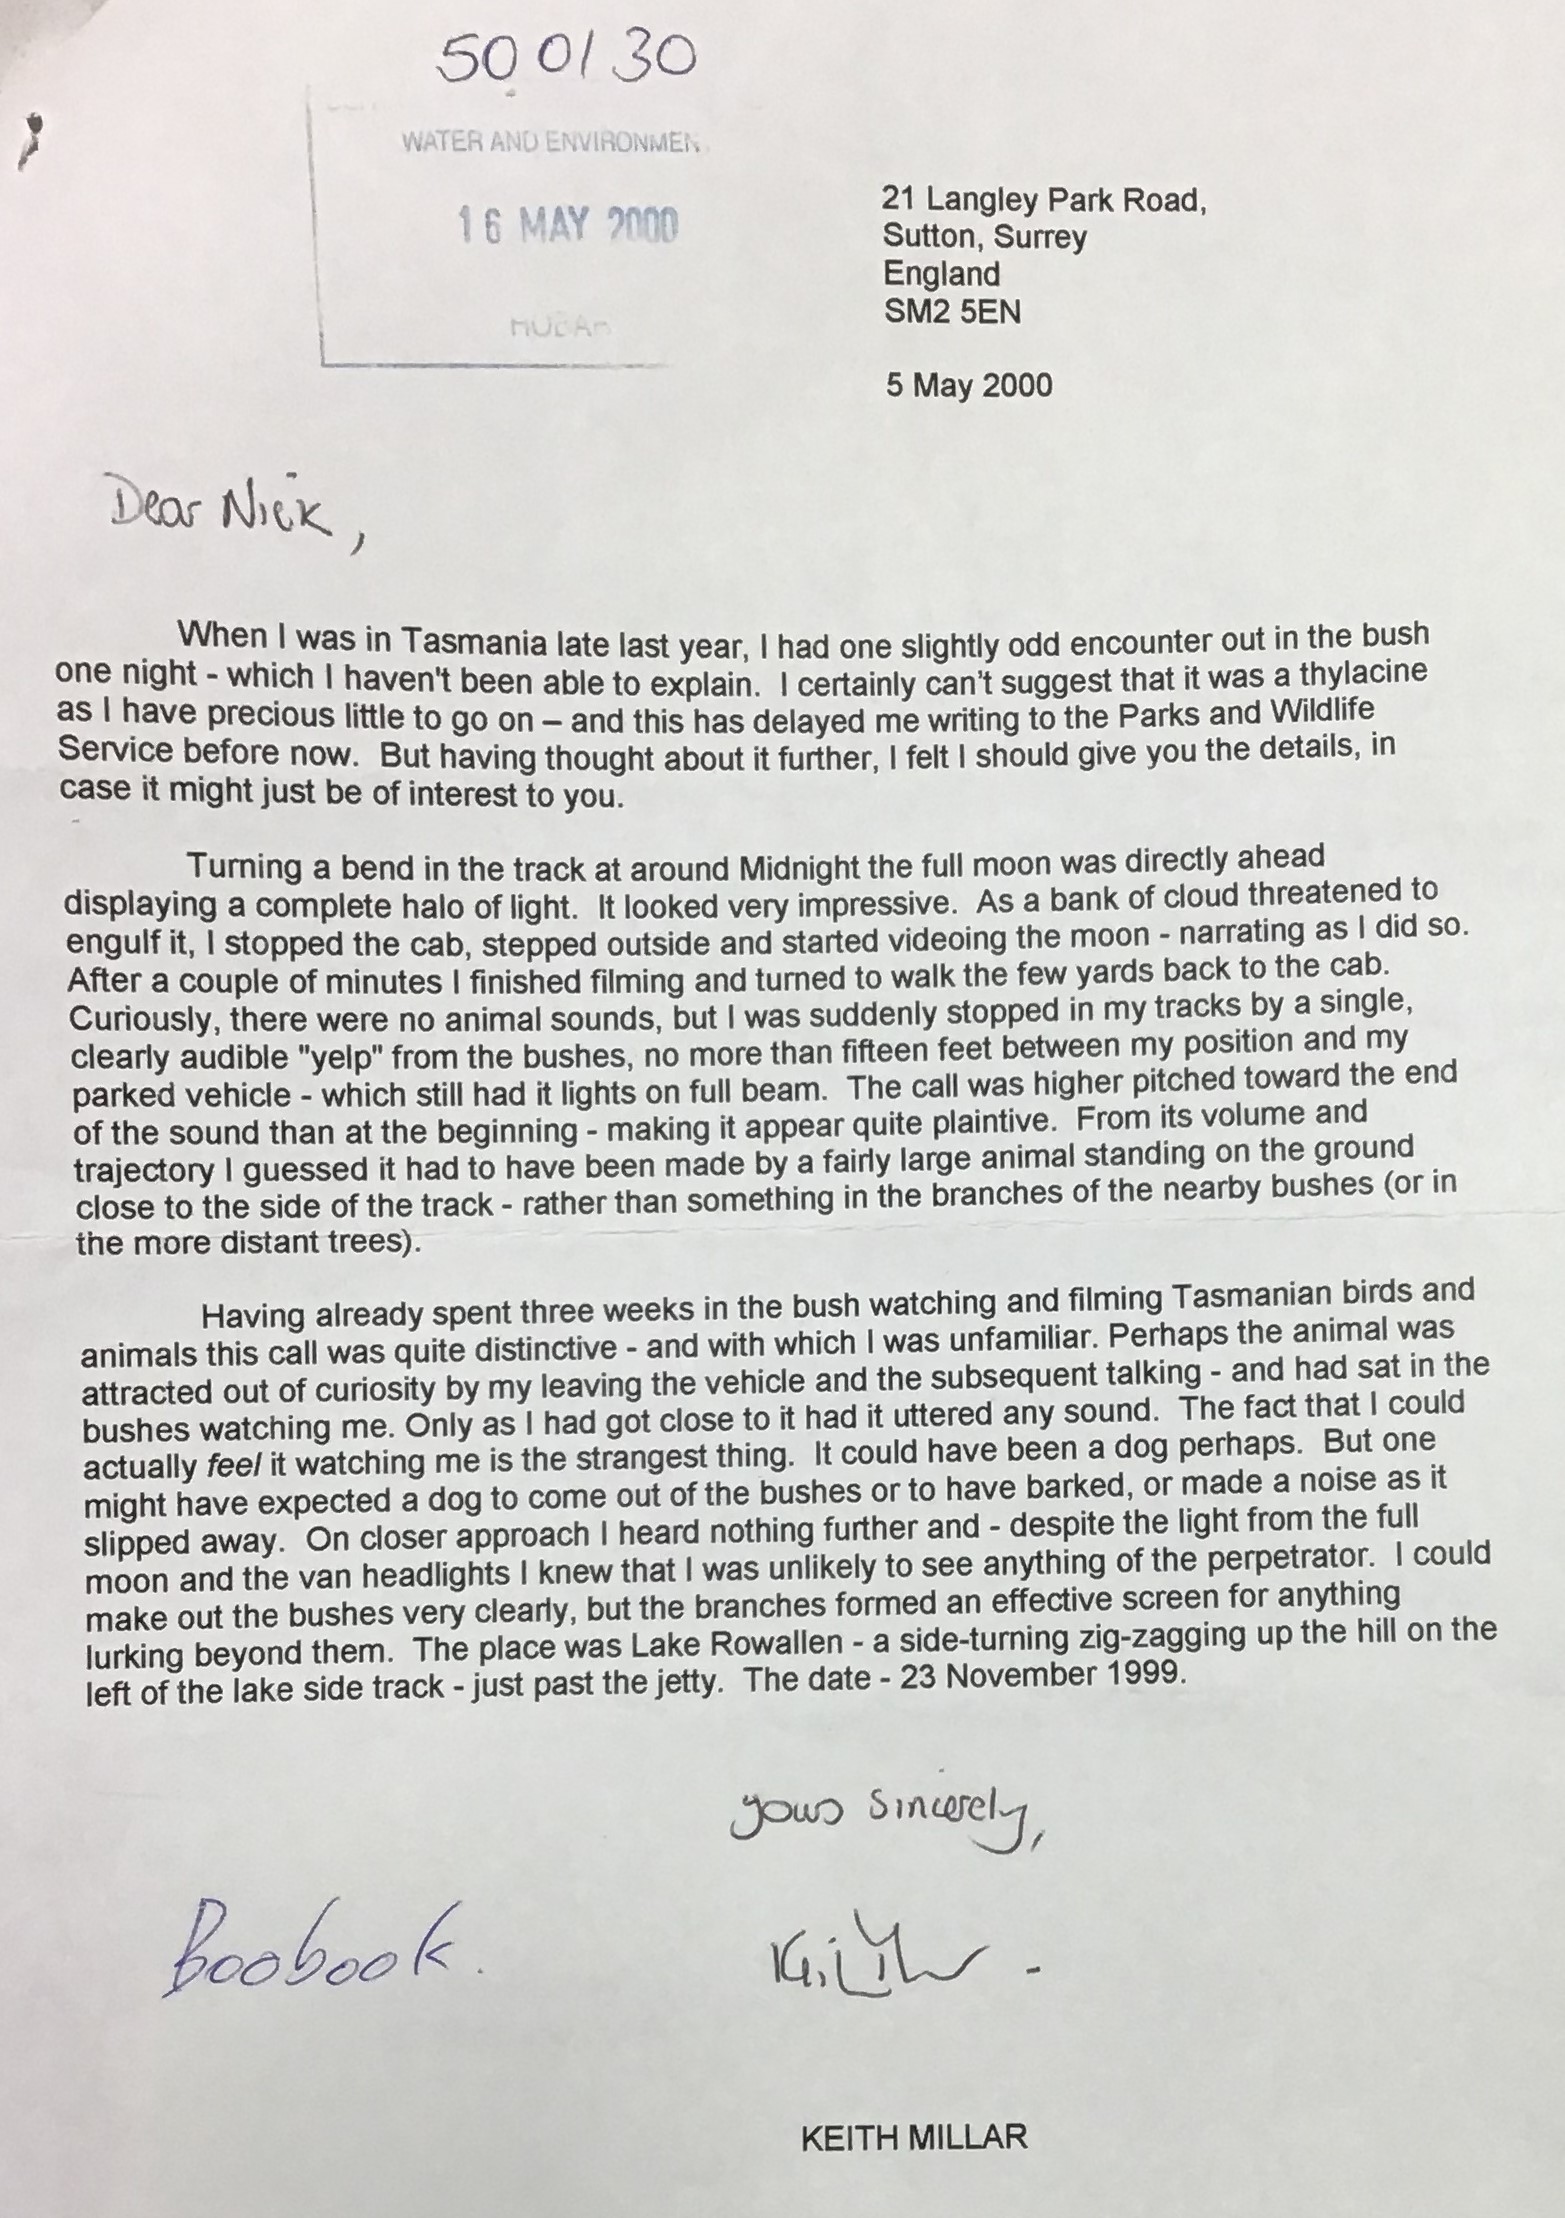 50 01 30
WATER AND ENVIRONMEN
16 MAY 2000
21 Langley Park Road,
Sutton, Surrey
England
SM2 5EN
5 May 2000
Dear Nick,
When I was in Tasmania late last year, I had one slightly odd encounter out in the bush
one night - which I haven't been able to explain.  I certainly can't suggest that it was a thylacine
as I have precious little to go on – and this has delayed me writing to the Parks and Wildlife
Service before now.  But having thought about it further, I felt I should give you the details, in
case it might just be of interest to you.
Turning a bend in the track at around Midnight the full moon was directly ahead
displaying a complete halo of light.  It looked very impressive.  As a bank of cloud threatened to
engulf it, I stopped the cab, stepped outside and started videoing the moon - narrating as I did so.
After a couple of minutes I finished filming and turned to walk the few yards back to the cab.
Curiously, there were no animal sounds, but I was suddenly stopped in my tracks by a single,
clearly audible "yelp" from the bushes, no more than fifteen feet between my position and my
parked vehicle - which still had it lights on full beam.  The call was higher pitched toward the end
of the sound than at the beginning - making it appear quite plaintive.  From its volume and
trajectory I guessed it had to have been made by a fairly large animal standing on the ground
close to the side of the track - rather than something in the branches of the nearby bushes (or in
the more distant trees).
Having already spent three weeks in the bush watching and filming Tasmanian birds and
animals this call was quite distinctive - and with which I was unfamiliar. Perhaps the animal was
attracted out of curiosity by my leaving the vehicle and the subsequent talking - and had sat in the
bushes watching me. Only as I had got close to it had it uttered any sound.  The fact that I could
actually feel it watching me is the strangest thing.  It could have been a dog perhaps.  But one
might have expected a dog to come out of the bushes or to have barked, or made a noise as it
slipped away.  On closer approach I heard nothing further and - despite the light from the full
moon and the van headlights I knew that I was unlikely to see anything of the perpetrator.  I could
make out the bushes very clearly, but the branches formed an effective screen for anything
lurking beyond them.  The place was Lake Rowallen - a side-turning zig-zagging up the hill on the
left of the lake side track - just past the jetty.  The date - 23 November 1999.
yours sincerely,
Boobook.
KEITH MILLAR